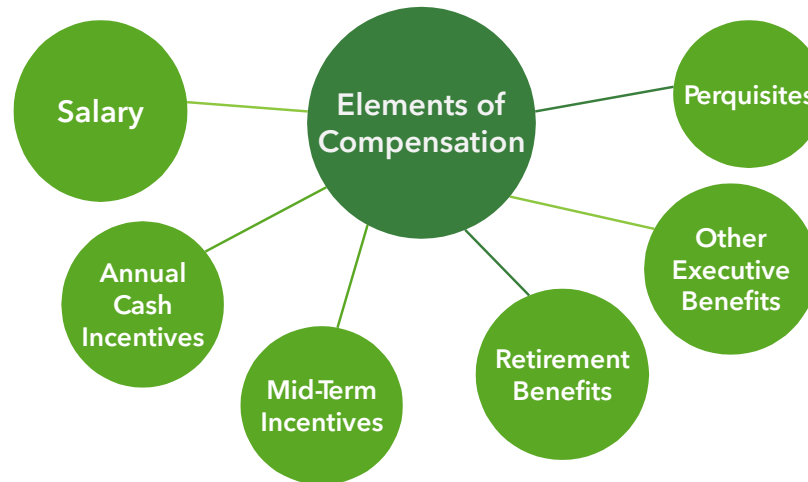 Elements of
Compensation
Salary
Annual
Cash
Incentives
Mid-Term
Incentives
Retirement
Benefits
Other
Executive
Benefits
Perquisites